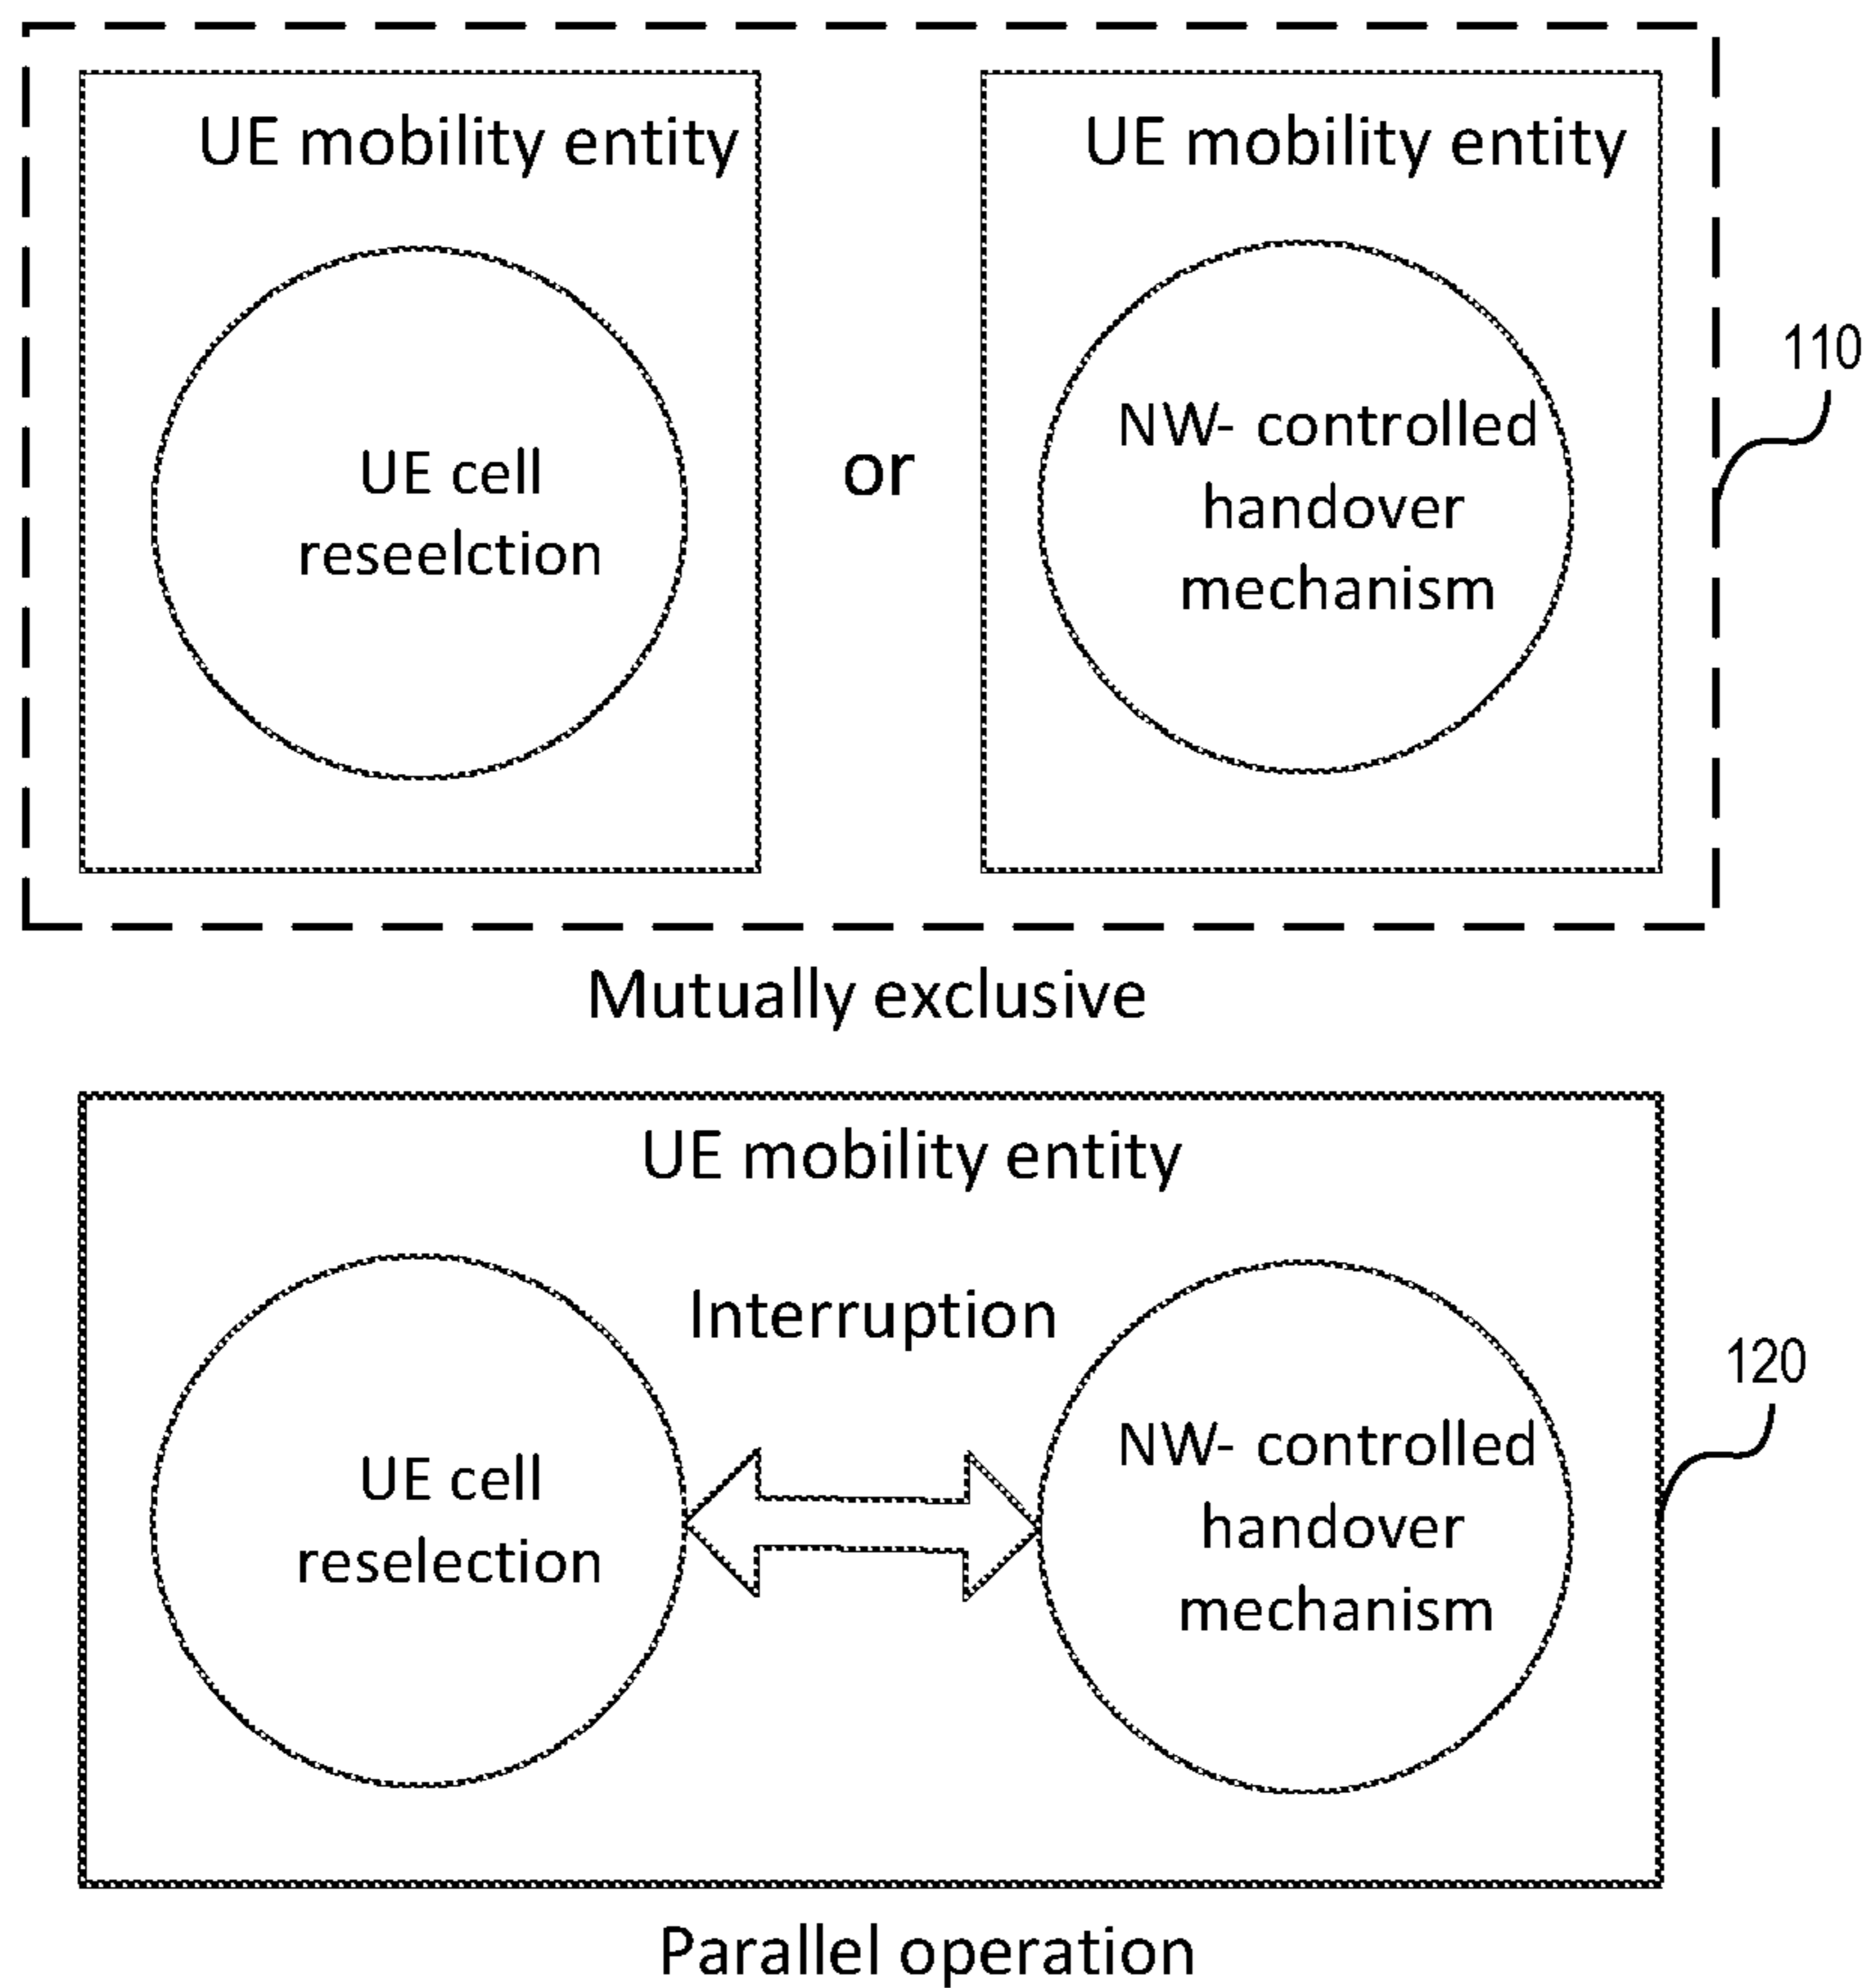 UE mobility entity
UE mobility entity
UE cell
reseelction
or
NW- controlled
handover
mechanism
110
Mutually exclusive
UE mobility entity
Interruption
UE cell
reselection
NW- controlled
handover
mechanism
120
Parallel operation